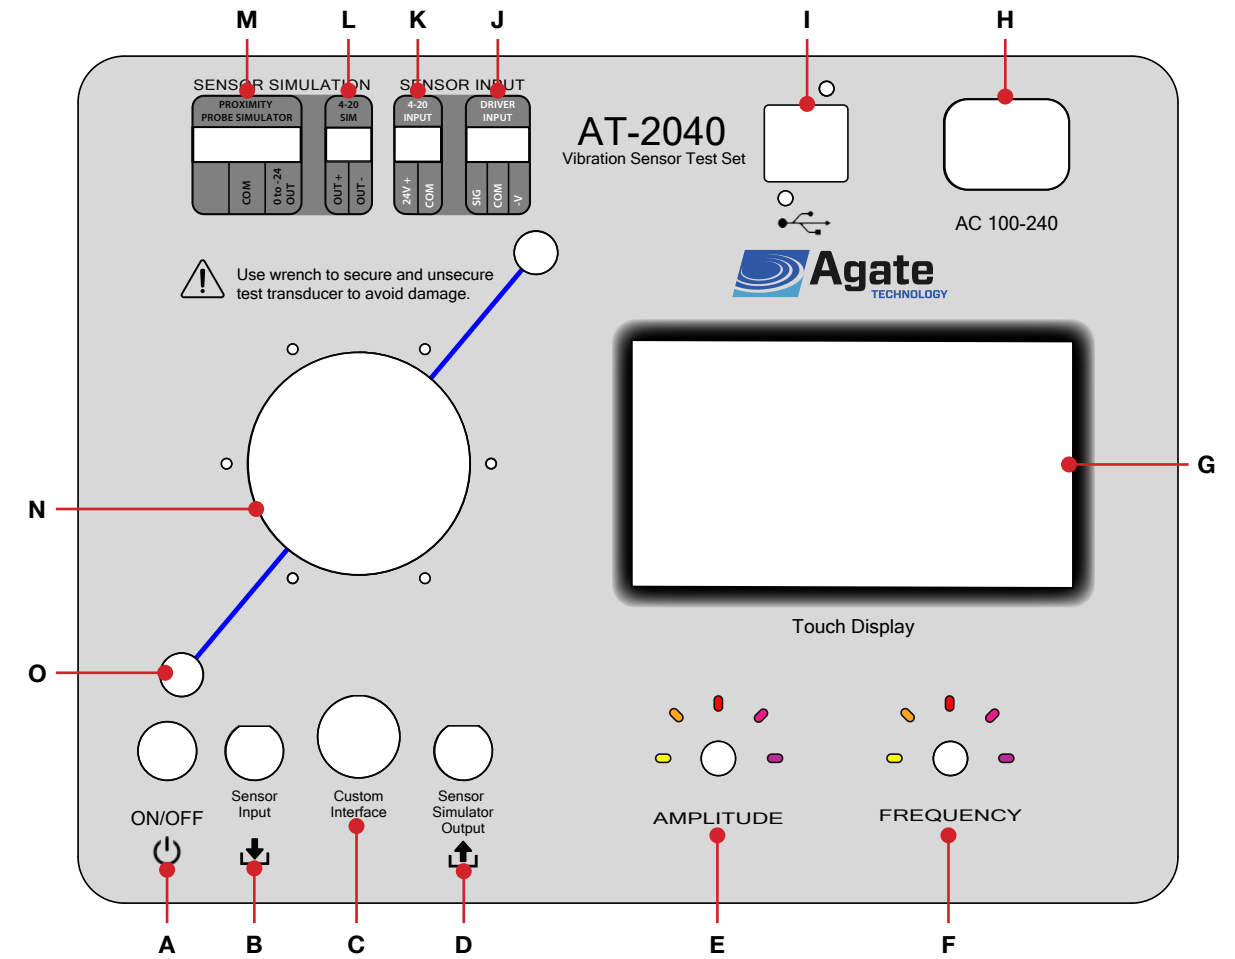 M
L
K
J
I
H
SENSOR SIMULATION
SENSOR INPUT
PROXIMITY
PROBE SIMULATOR
4-20
SIM
4-20
INPUT
DRIVER
INPUT
COM
0 to -24
OUT
OUT +
OUT -
24V +
COM
SIG
COM
-V
AT-2040
Vibration Sensor Test Set
AC 100-240
Use wrench to secure and unsecure
test transducer to avoid damage.
Agate
TECHNOLOGY
G
N
Touch Display
O
ON/OFF
Sensor
Input
Custom
Interface
Sensor
Simulator
Output
AMPLITUDE
FREQUENCY
A
B
C
D
E
F